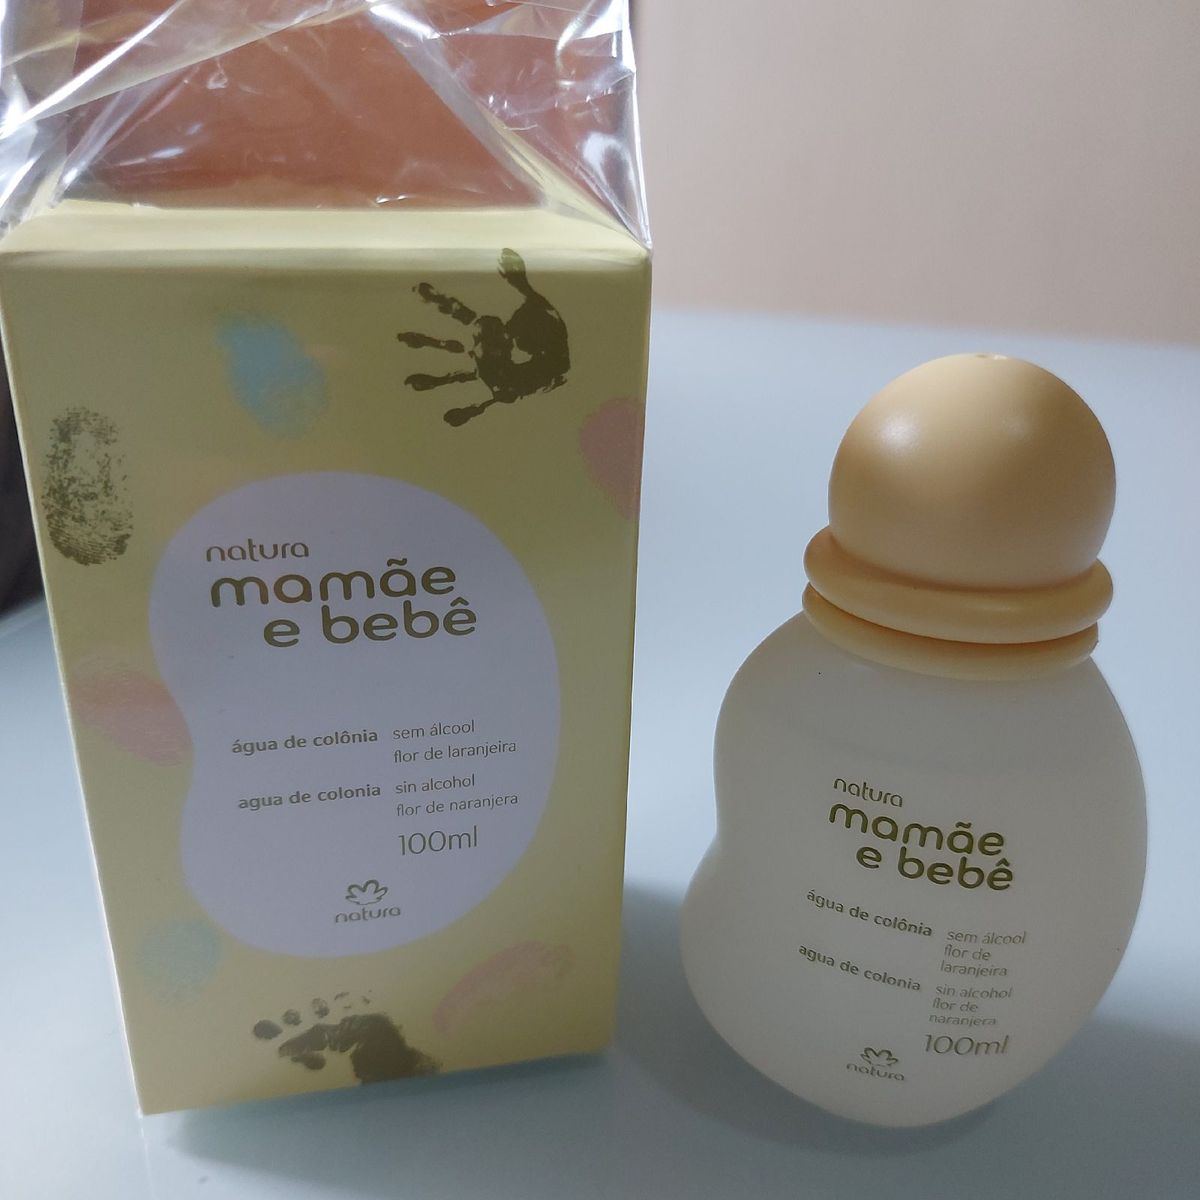 natura
mamãe
e bebê
água de colônia sem álcool
flor de laranjeira
agua de colonia sin alcohol
flor de naranjera
100ml
natura
natura
mamãe
e bebê
água de colônia sem álcool
flor de
laranjeira
agua de colonia sin alcohol
flor de
naranjera
100ml
natura